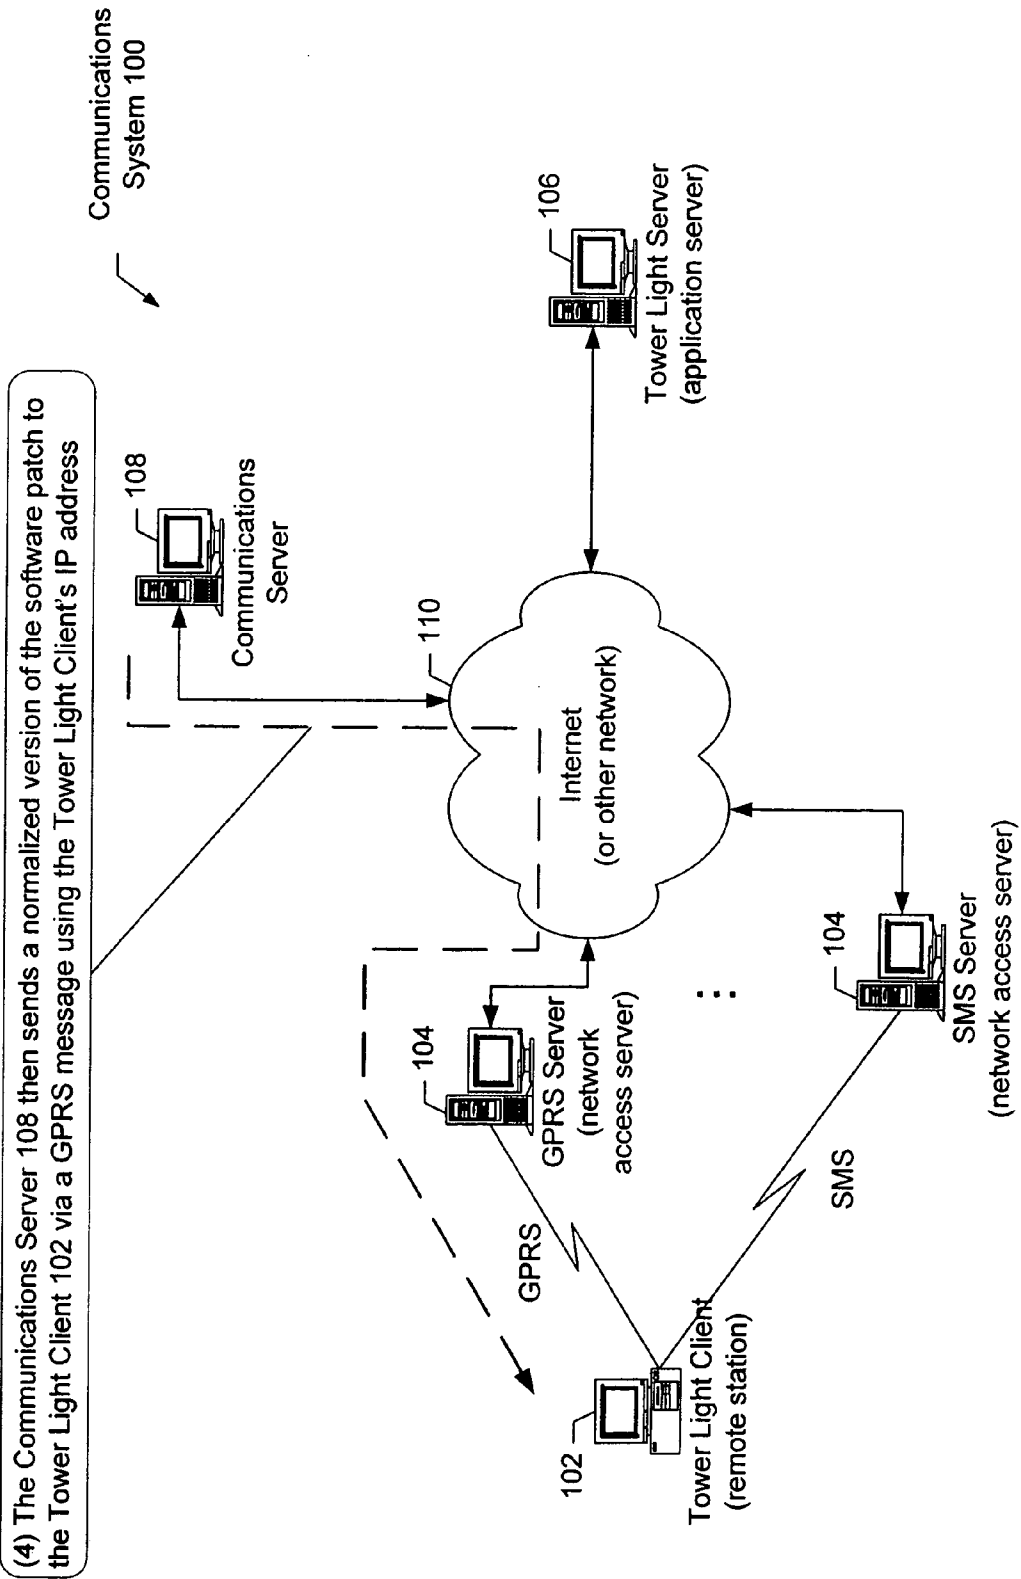 (4) The Communications Server 108 then sends a normalized version of the software patch to
the Tower Light Client 102 via a GPRS message using the Tower Light Client's IP address
Communications
System 100
108
Communications
Server
106
Tower Light Server
(application server)
110
Internet
(or other network)
104
GPRS Server
(network
access server)
...
104
SMS Server
(network access server)
GPRS
SMS
102
Tower Light Client
(remote station)